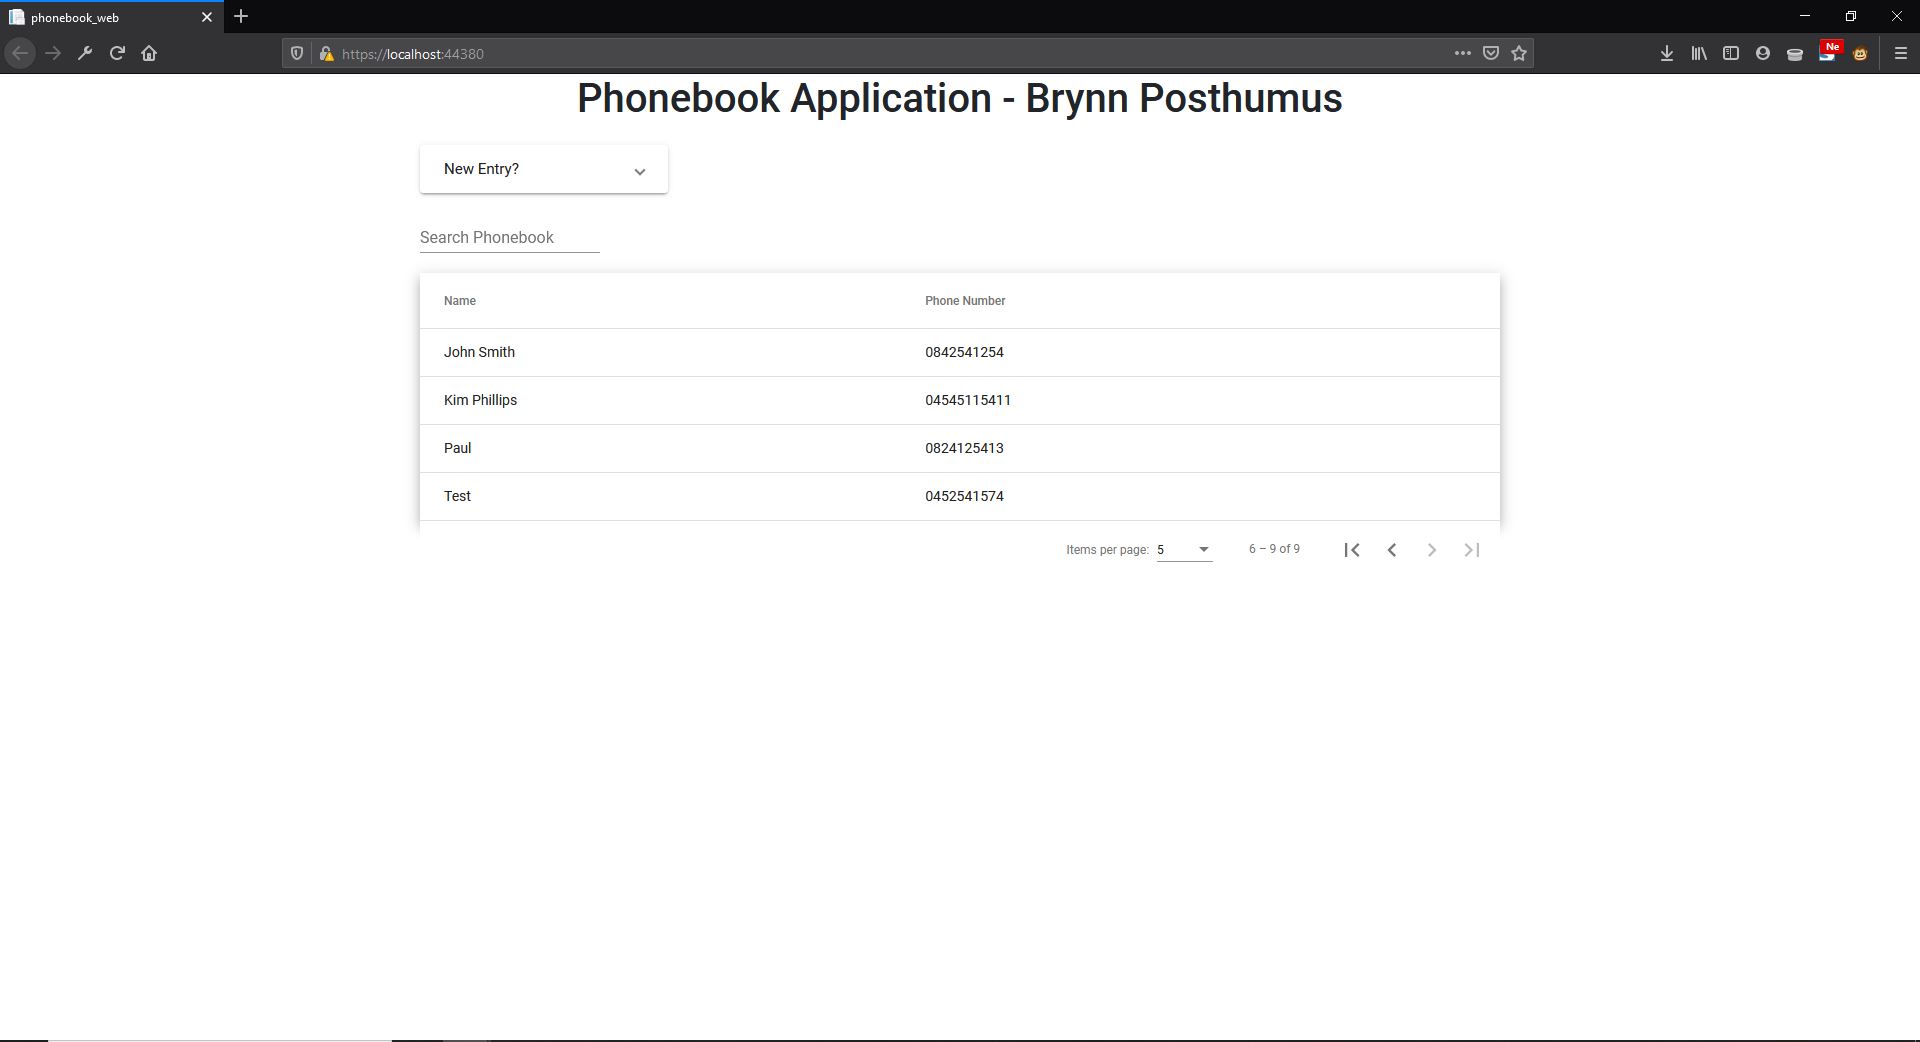 phonebook_web
https://localhost:44380
Ne
Phonebook Application - Brynn Posthumus
New Entry?
Search Phonebook
Name Phone Number
John Smith 0842541254
Kim Phillips 04545115411
Paul 0824125413
Test 0452541574
Items per page: 5 6 – 9 of 9